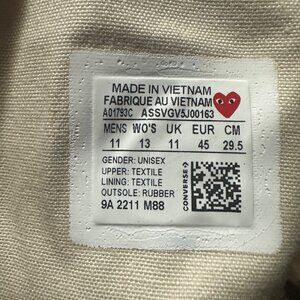 MADE IN VIETNAM
FABRIQUE AU VIETNAM
A01793C ASSVGV5J00163
MENS WO'S UK EUR CM
11 13 11 45 29.5
GENDER: UNISEX
UPPER: TEXTILE
LINING: TEXTILE
OUTSOLE: RUBBER
9A 2211 M88
CONVERSE